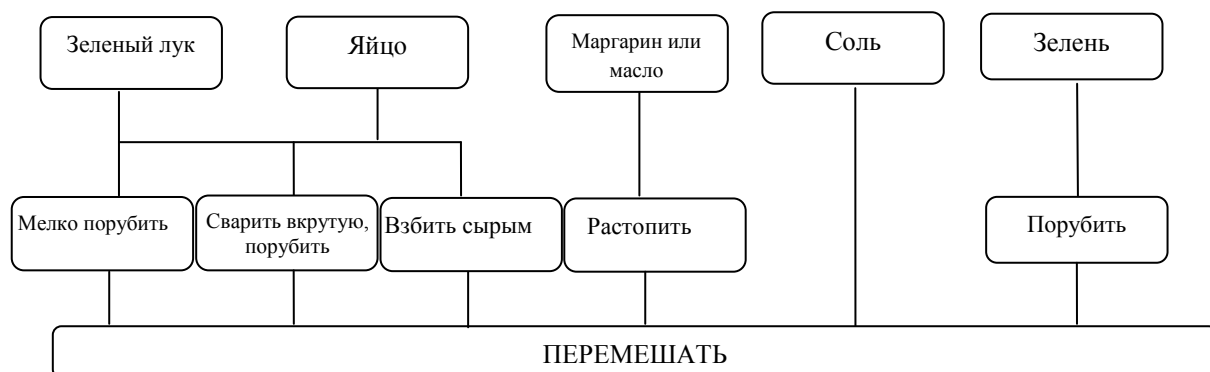 Зеленый лук
Яйцо
Маргарин или
масло
Соль
Зелень
Мелко порубить
Сварить вкрутую,
порубить
Взбить сырым
Растопить
Порубить
ПЕРЕМЕШАТЬ